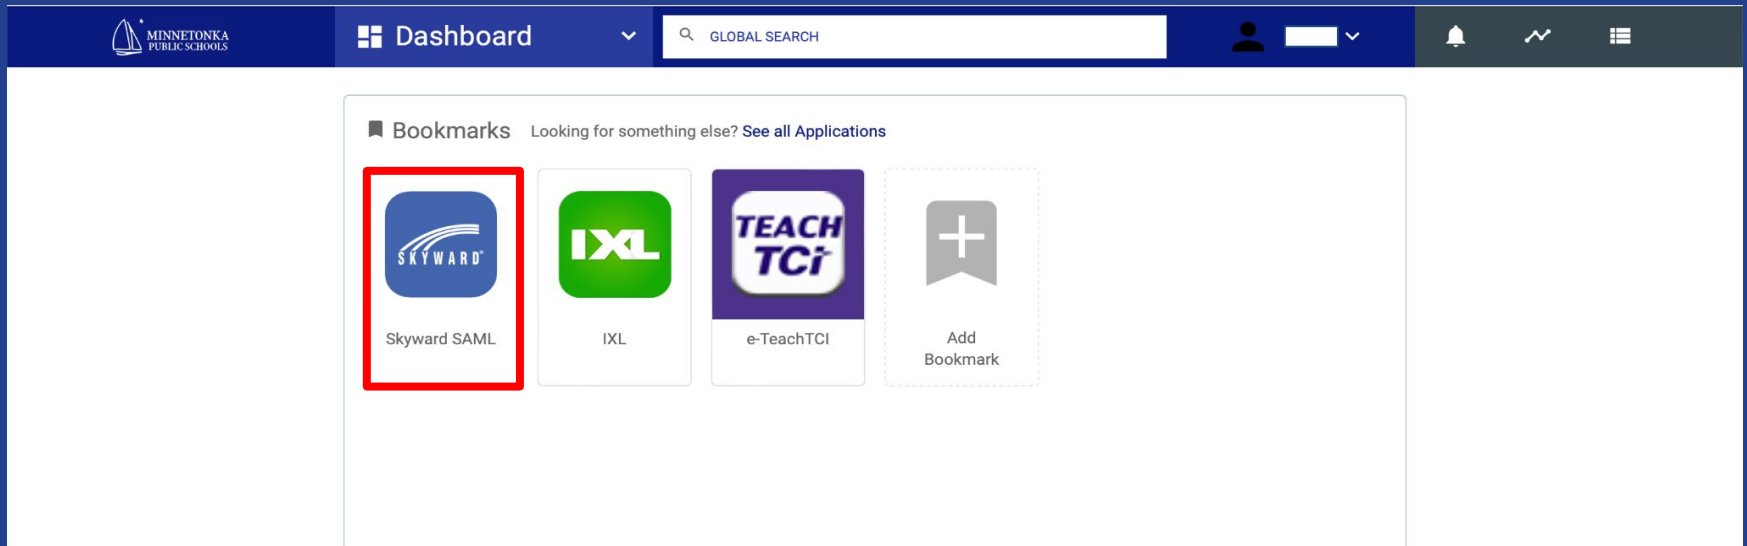 MINNETONKA
PUBLIC SCHOOLS
Dashboard
GLOBAL SEARCH
Bookmarks Looking for something else? See all Applications
SKYWARD®
IXL
TEACH
TCi
Skyward SAML
IXL
e-TeachTCI
Add
Bookmark